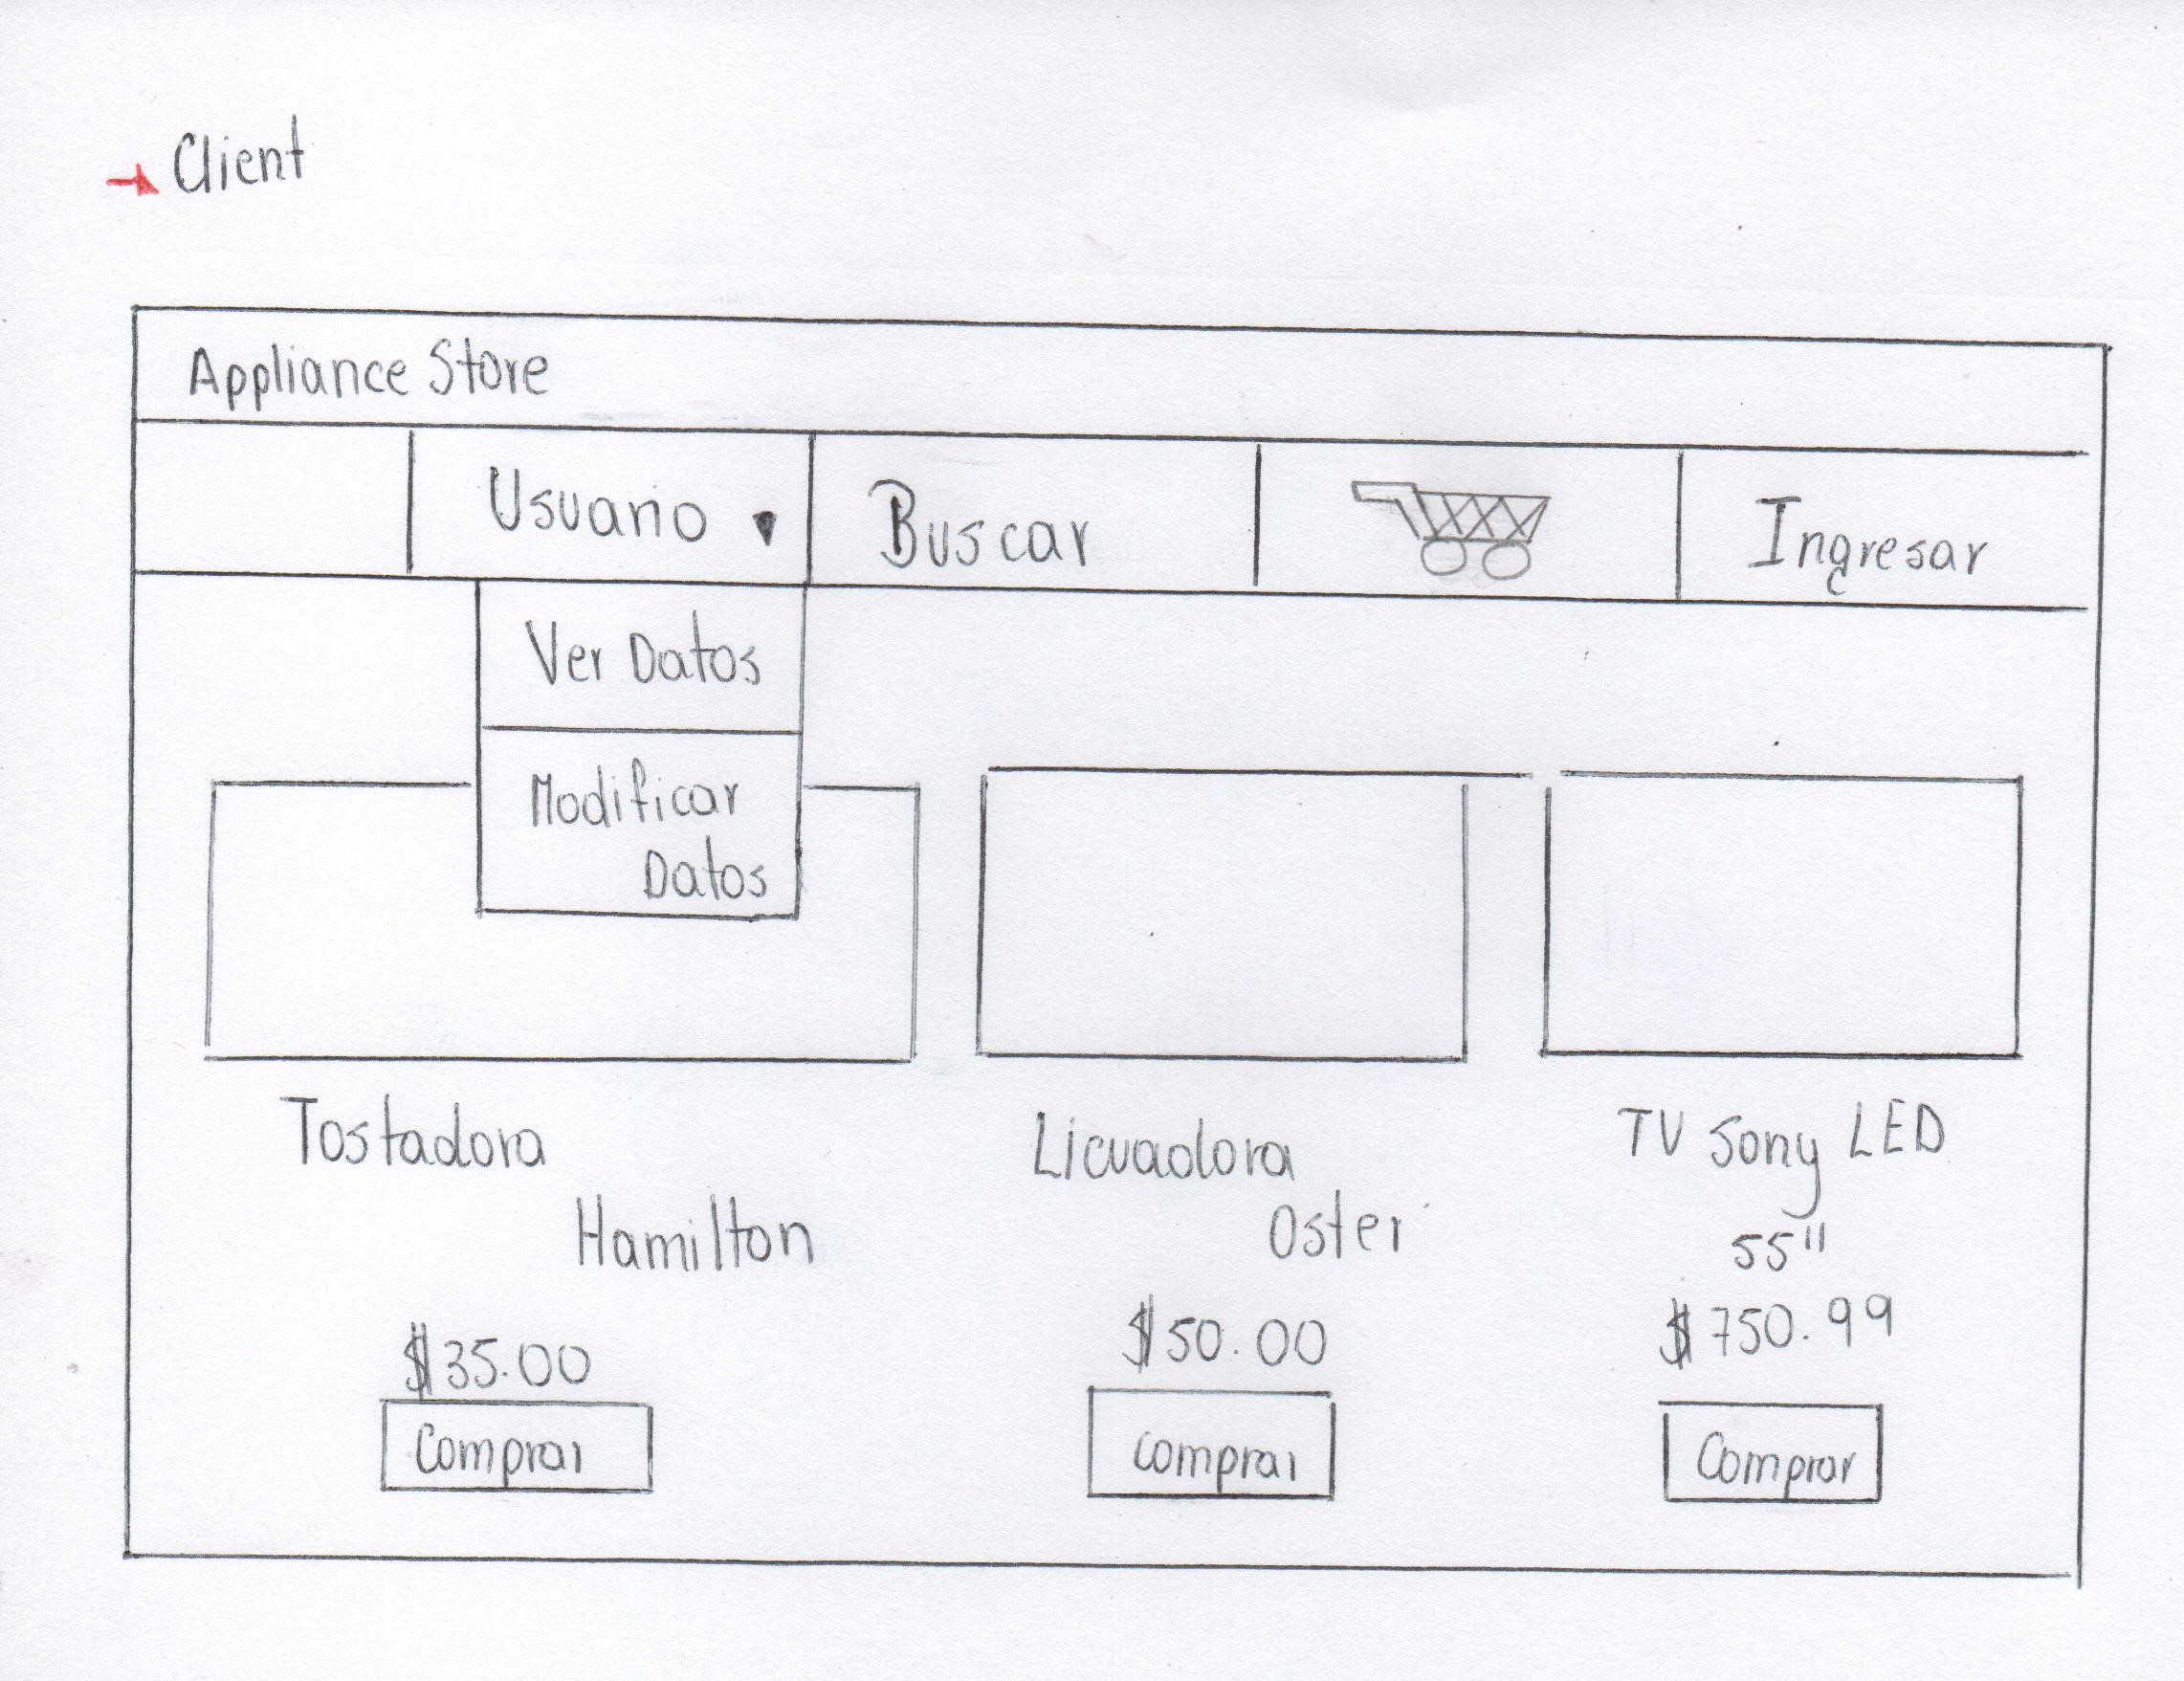 Client
Appliance Store
Usuario
Buscar
Ingresar
Ver Datos
Modificar
Datos
Tostadora
Hamilton
$35.00
Comprar
Licuadora
Oster
$50.00
Comprar
TV Sony LED
55"
$750.99
Comprar